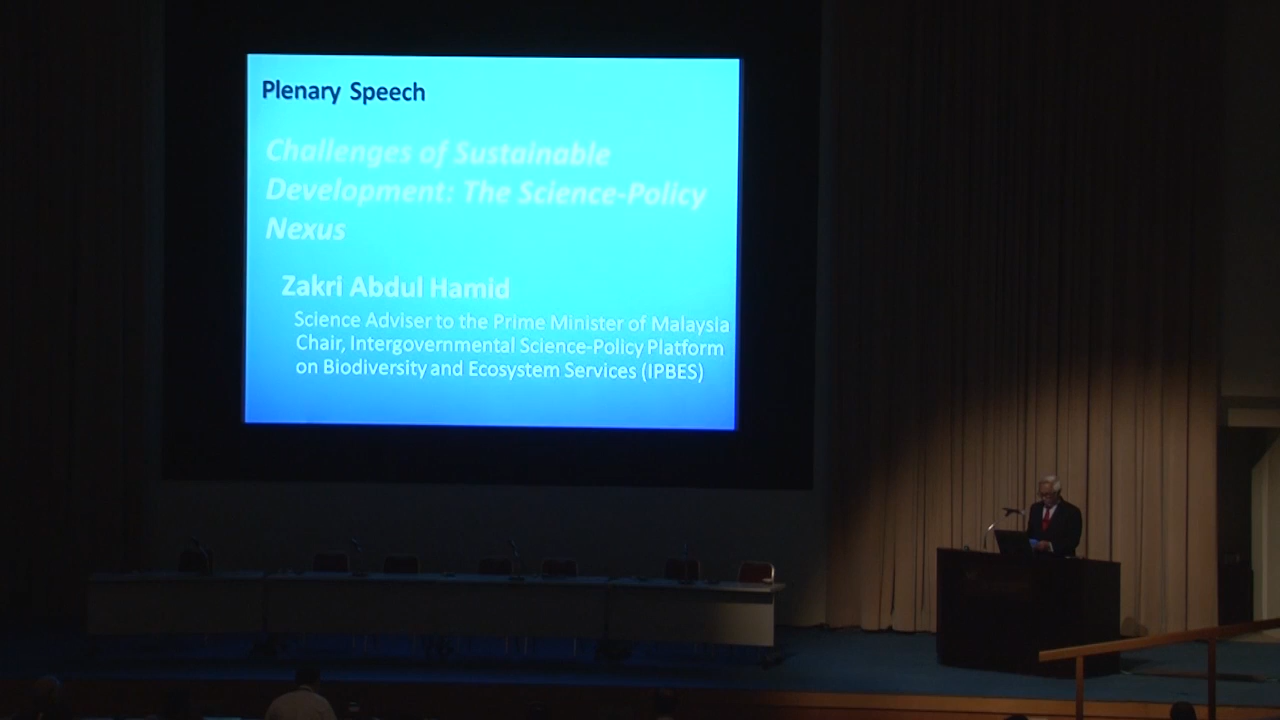 Plenary Speech
Challenges of Sustainable
Development: The Science-Policy
Nexus
Zakri Abdul Hamid
Science Adviser to the Prime Minister of Malaysia
Chair, Intergovernmental Science-Policy Platform
on Biodiversity and Ecosystem Services (IPBES)